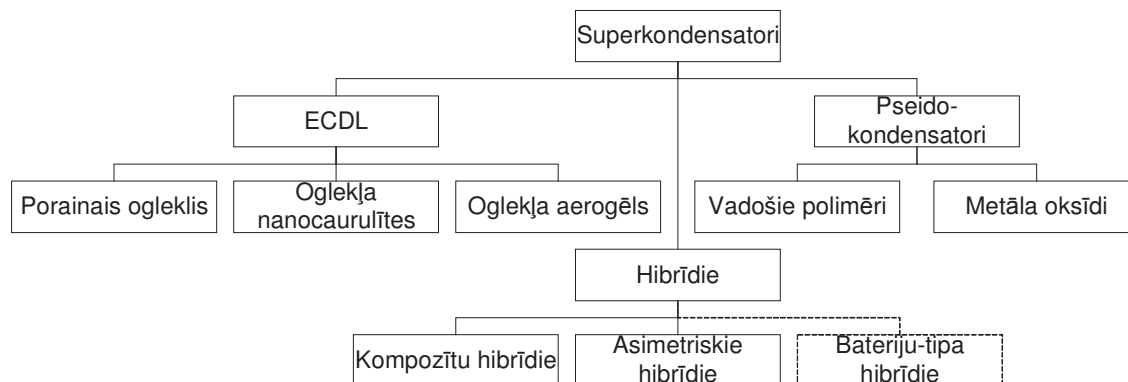 Superkondensatori
ECDL
Pseido-
kondensatori
Porainais ogleklis
Oglekļa
nanocaurulītes
Oglekļa aerogēls
Vadošie polimēri
Metāla oksīdi
Hibrīdie
Kompozītu hibrīdie
Asimetriskie
hibrīdie
Bateriju-tipa
hibrīdie